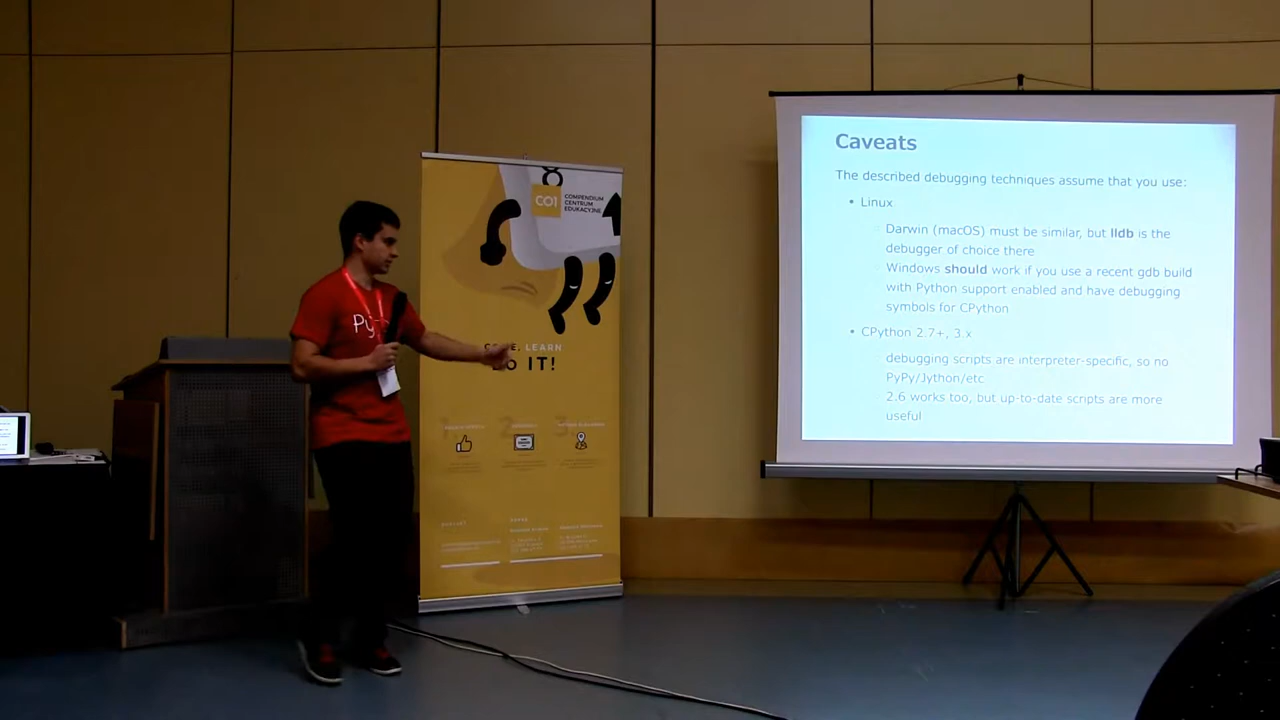 Caveats
The described debugging techniques assume that you use:
• Linux
Darwin (macOS) must be similar, but lldb is the
debugger of choice there
Windows should work if you use a recent gdb build
with Python support enabled and have debugging
symbols for CPython
• CPython 2.7+, 3.x
debugging scripts are interpreter-specific, so no
PyPy/Jython/etc
2.6 works too, but up-to-date scripts are more
useful
CO1
COMPENDIUM
CENTRUM
EDUKACYJNE
LEARN
IT!
Py